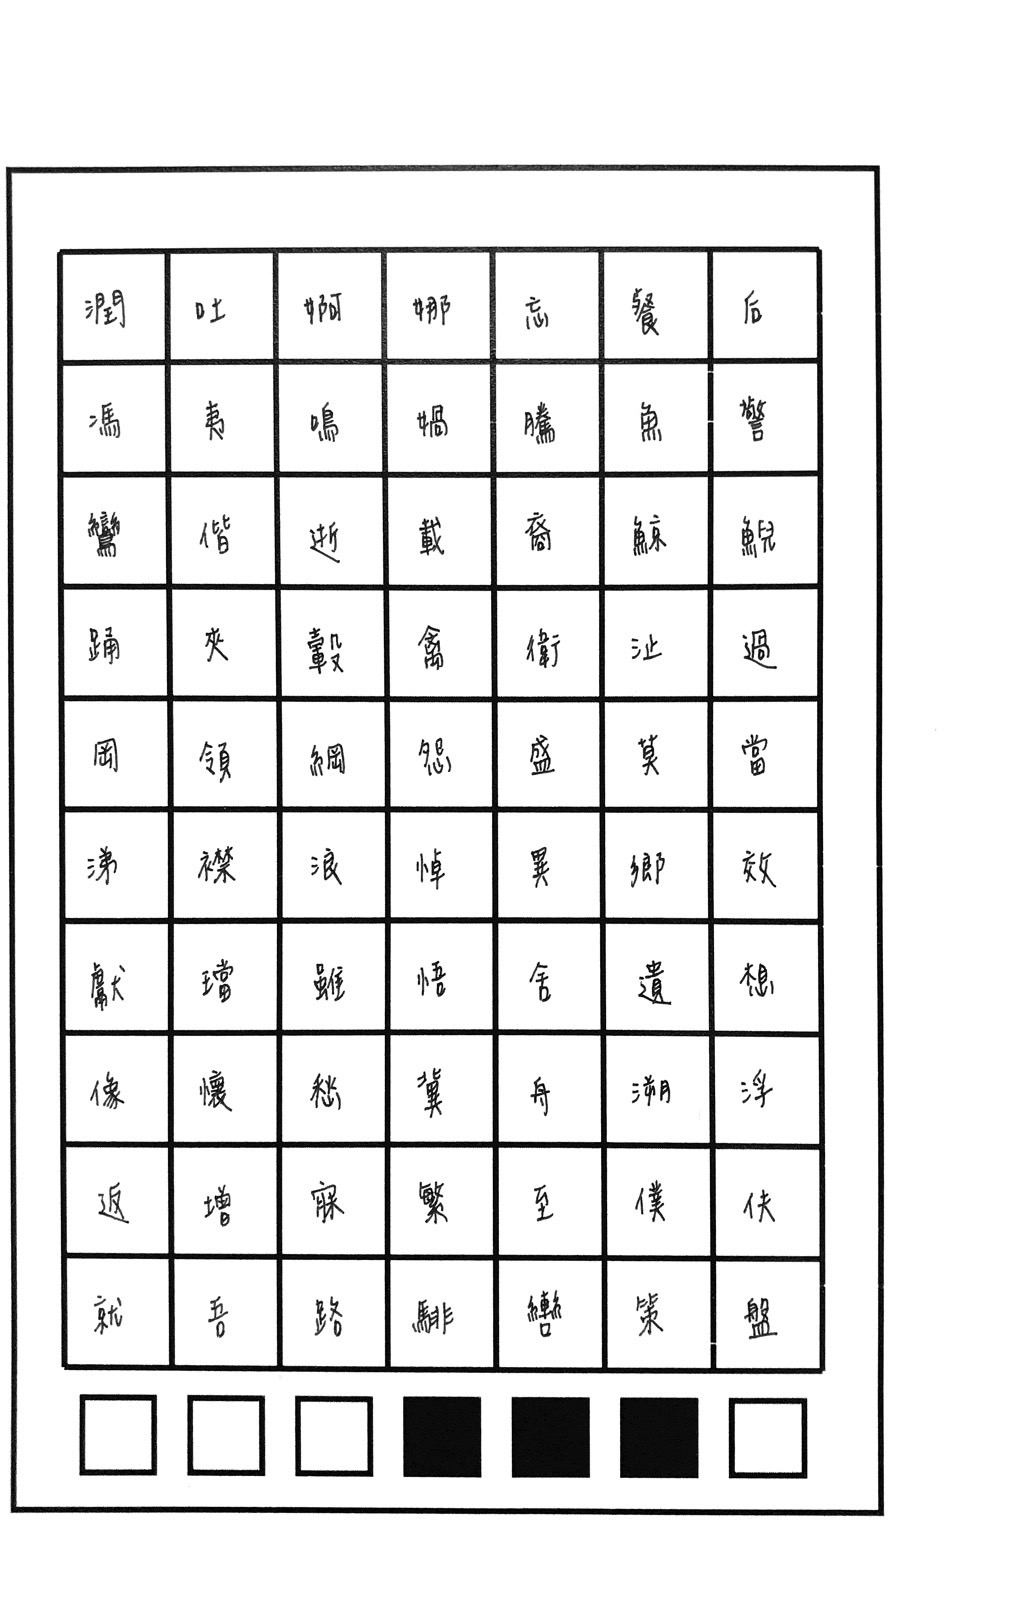 潤吐婀娜忘餐后
馮夷鳴媧騰魚警
鸞偕逝載裔鯨鯢
踊夾轂禽衛沚過
岡領綱怨盛莫當
涕襟浪悼異鄉效
獻璫雖悟舍遺想
像懷愁冀舟溯浮
返增寐繁至僕伕
就吾路騑轡策盤